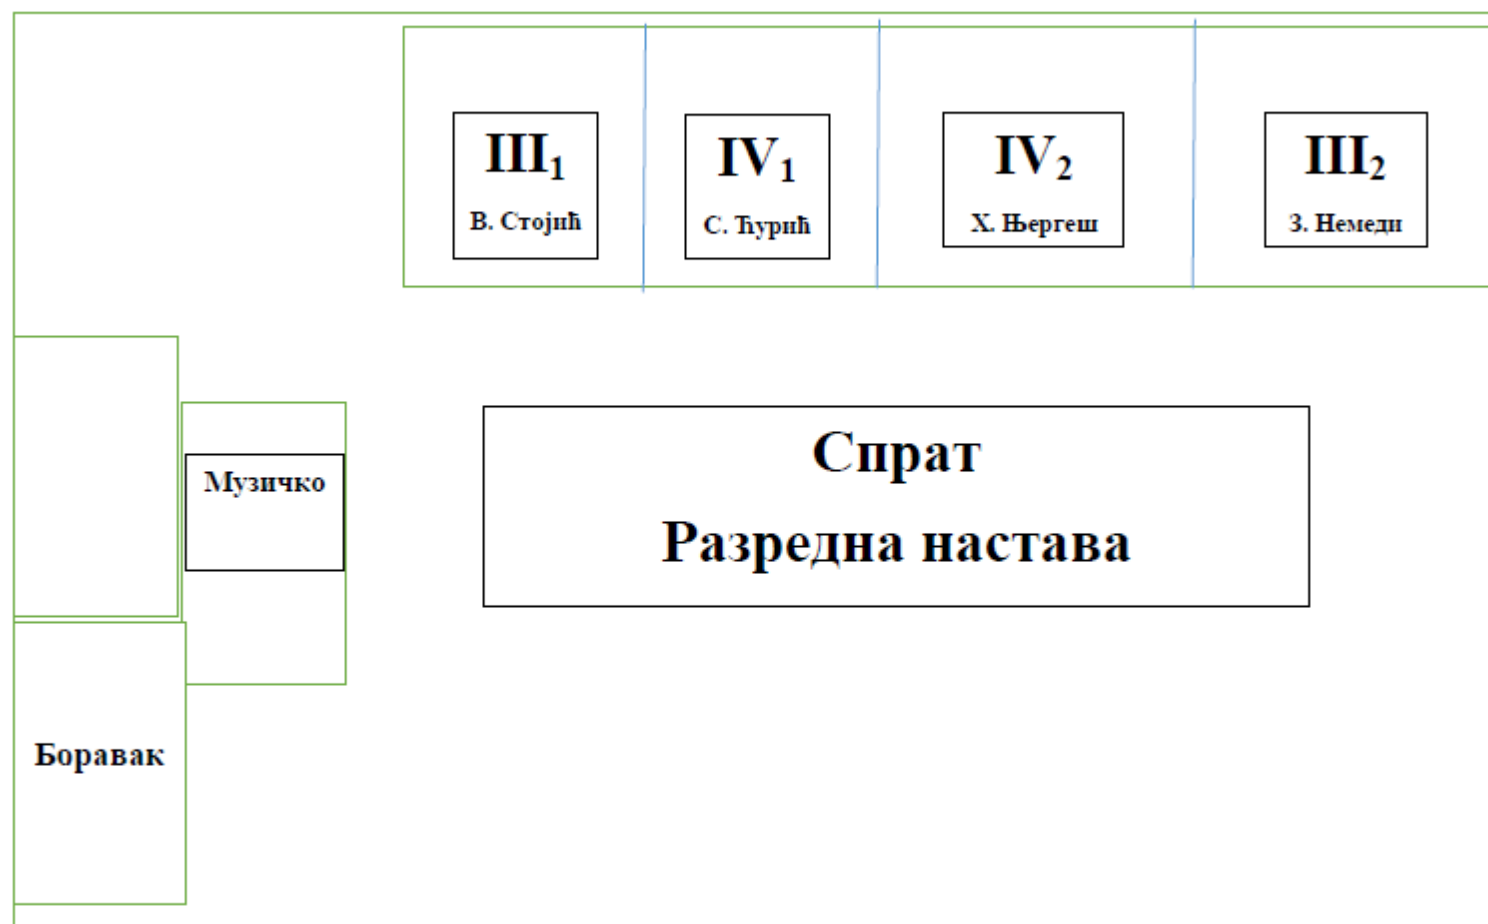 III₁
В. Стојић
IV₁
С. Ћурић
IV₂
Х. Њергеш
III₂
З. Немеди
Музичко
Спрат
Разредна настава
Боравак